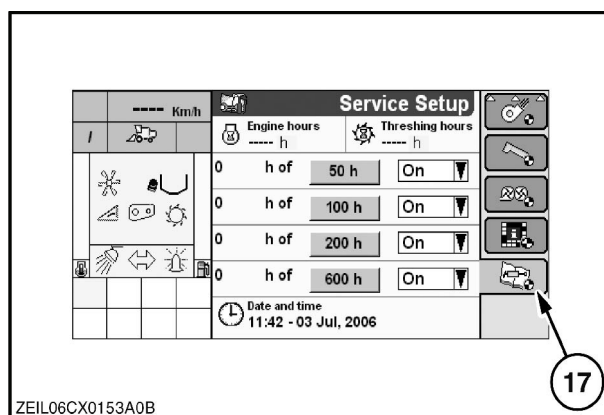 ---- Km/h
Service Setup
/
Engine hours
----- h
Threshing hours
----- h
0 h of 50 h On
0 h of 100 h On
0 h of 200 h On
0 h of 600 h On
Date and time
11:42 - 03 Jul, 2006
17
ZEIL06CX0153A0B